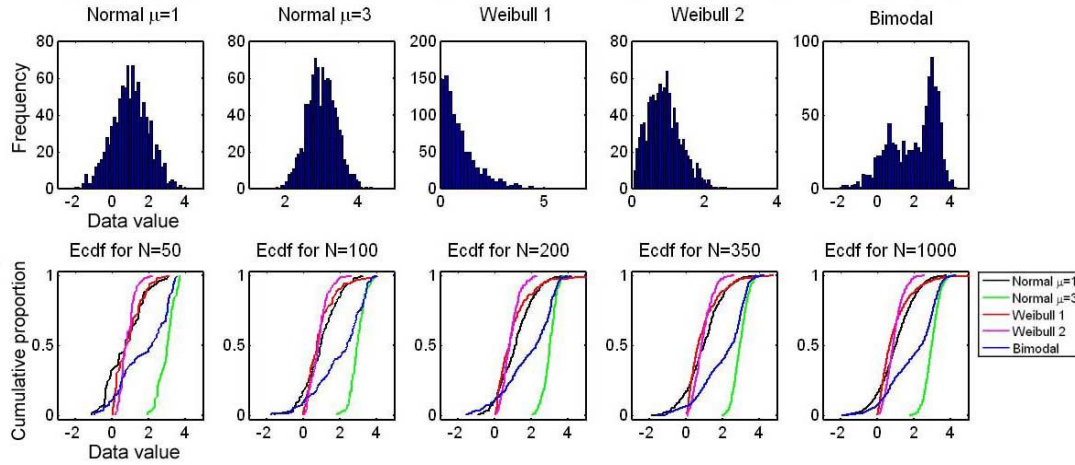 Normal μ=1
Normal μ=3
Weibull 1
Weibull 2
Bimodal
Frequency
80
60
40
20
0
-2 0 2 4
Data value
80
60
40
20
0
2 4
200
150
100
50
0
0 5
80
60
40
20
0
0 2 4
100
50
0
-2 0 2 4
Ecdf for N=50
Ecdf for N=100
Ecdf for N=200
Ecdf for N=350
Ecdf for N=1000
Cumulative proportion
1
0.5
0
-2 0 2 4
Data value
1
0.5
0
-2 0 2 4
1
0.5
0
-2 0 2 4
1
0.5
0
-2 0 2 4
1
0.5
0
-2 0 2 4
Normal μ=1
Normal μ=3
Weibull 1
Weibull 2
Bimodal